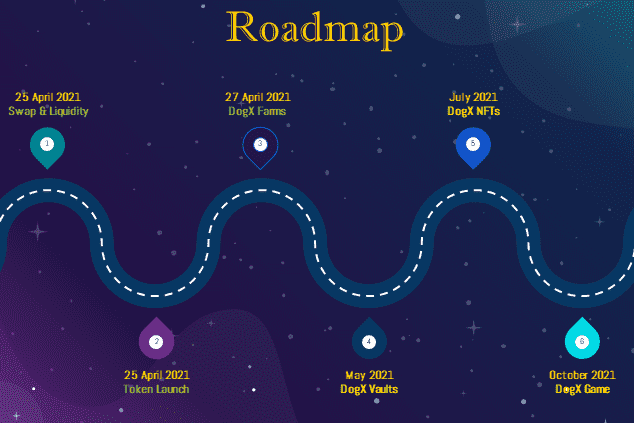 Roadmap
25 April 2021
Swap & Liquidity
27 April 2021
DogX Farms
July 2021
DogX NFTs
1
3
5
2
4
6
25 April 2021
Token Launch
May 2021
DogX Vaults
October 2021
DogX Game